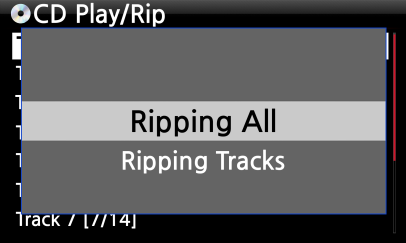 CD Play/Rip
Ripping All
Ripping Tracks
Track 7 [7/14]